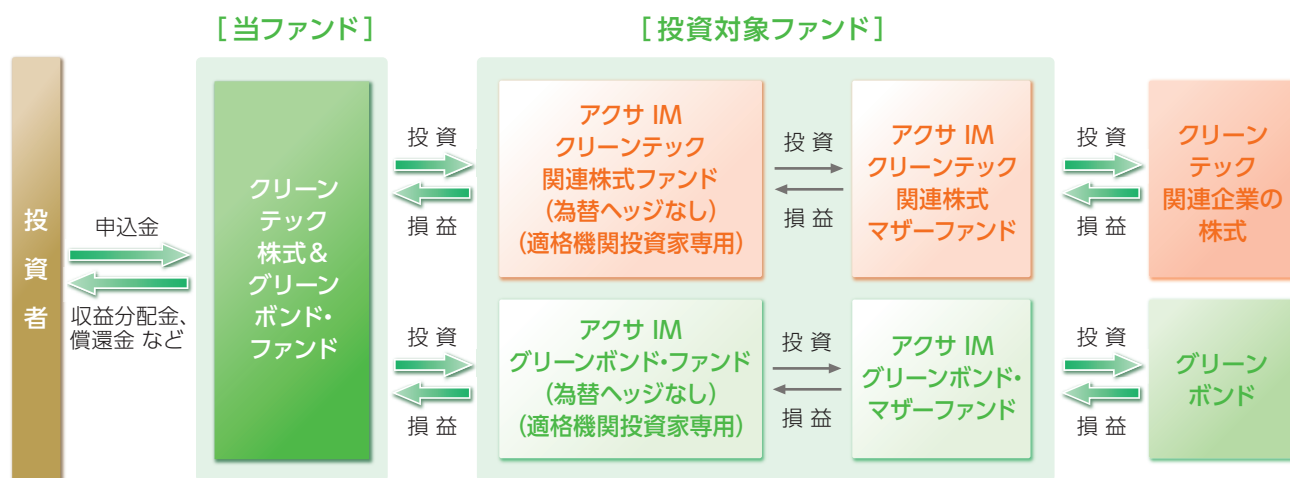 [当ファンド]
[投資対象ファンド]
投資者
申込金
収益分配金、
償還金 など
クリーン
テック
株式&
グリーン
ボンド・
ファンド
投 資
損 益
アクサ IM
クリーンテック
関連株式ファンド
(為替ヘッジなし)
(適格機関投資家専用)
投 資
損 益
アクサ IM
クリーンテック
関連株式
マザーファンド
投 資
損 益
クリーン
テック
関連企業の
株式
投 資
損 益
アクサ IM
グリーンボンド・ファンド
(為替ヘッジなし)
(適格機関投資家専用)
投 資
損 益
アクサ IM
グリーンボンド・
マザーファンド
投 資
損 益
グリーン
ボンド